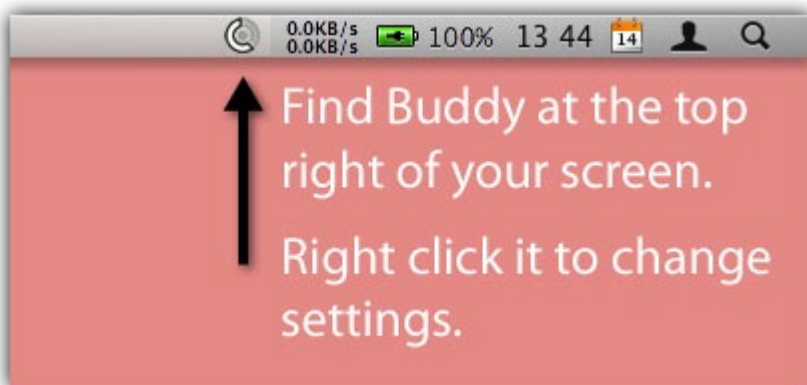 0.0KB/s
0.0KB/s
100% 13 44 14
Find Buddy at the top
right of your screen.
Right click it to change
settings.